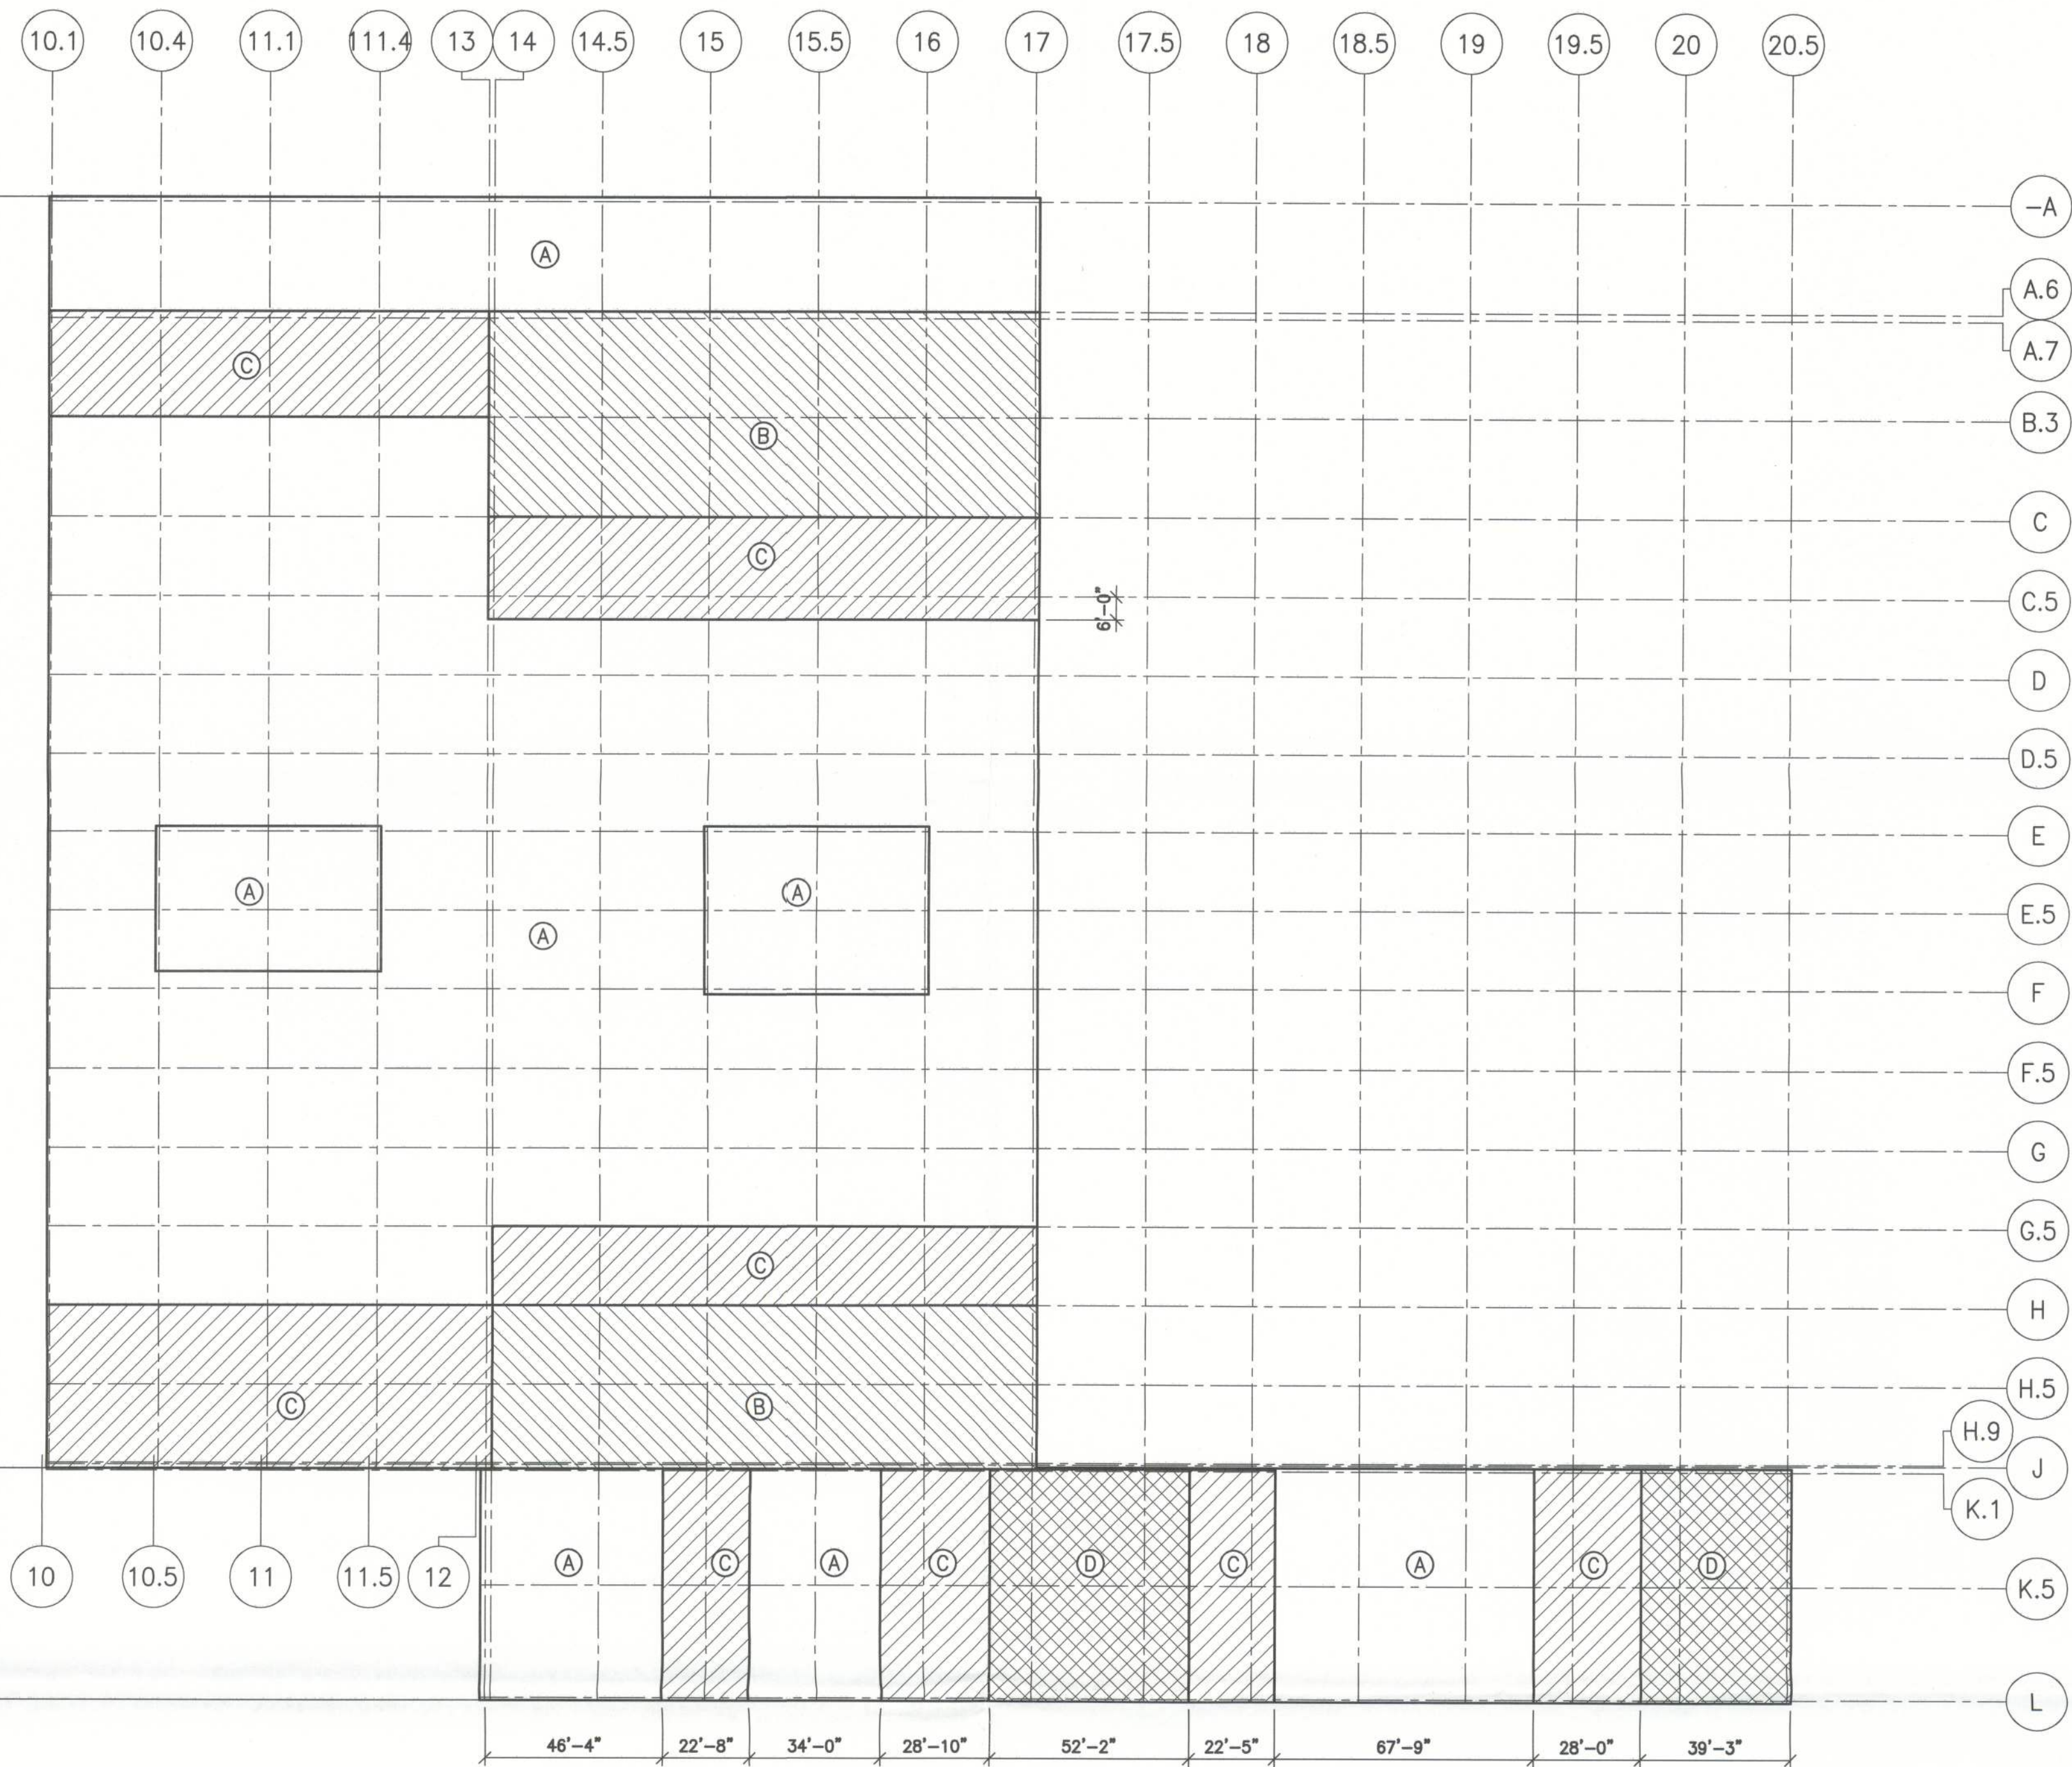 10.1 10.4 11.1 111.4 13 14 14.5 15 15.5 16 17 17.5 18 18.5 19 19.5 20 20.5
-A
A
A.6
A.7
C
B.3
B
C
C
6'-0"
C.5
D
D.5
E
A A
E.5
A
F
F.5
G
G.5
C
H
H.5
C B
H.9
J
K.1
10 10.5 11 11.5 12
A C A C D C A C D
K.5
L
46'-4" 22'-8" 34'-0" 28'-10" 52'-2" 22'-5" 67'-9" 28'-0" 39'-3"